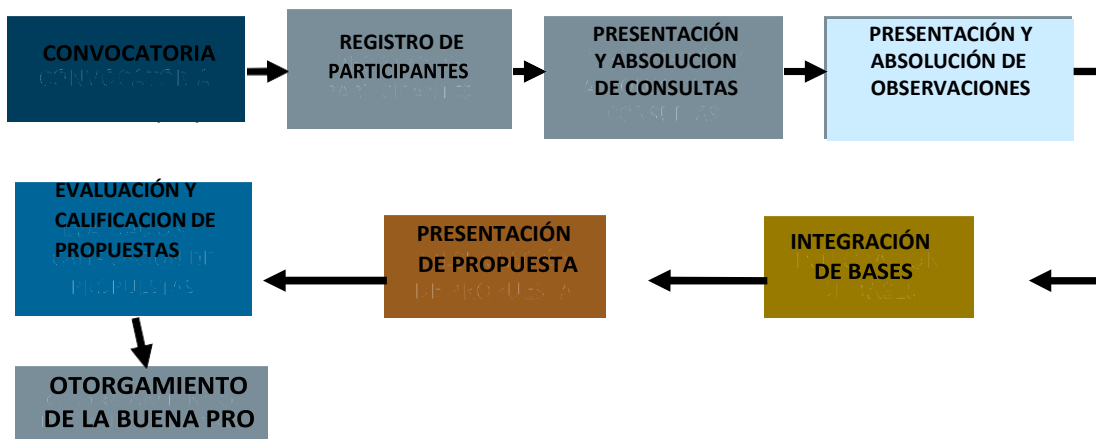 CONVOCATORIA
REGISTRO DE
PARTICIPANTES
PRESENTACIÓN
Y ABSOLUCION
DE CONSULTAS
PRESENTACIÓN Y
ABSOLUCIÓN DE
OBSERVACIONES
INTEGRACIÓN
DE BASES
PRESENTACIÓN
DE PROPUESTA
EVALUACIÓN Y
CALIFICACION DE
PROPUESTAS
OTORGAMIENTO
DE LA BUENA PRO